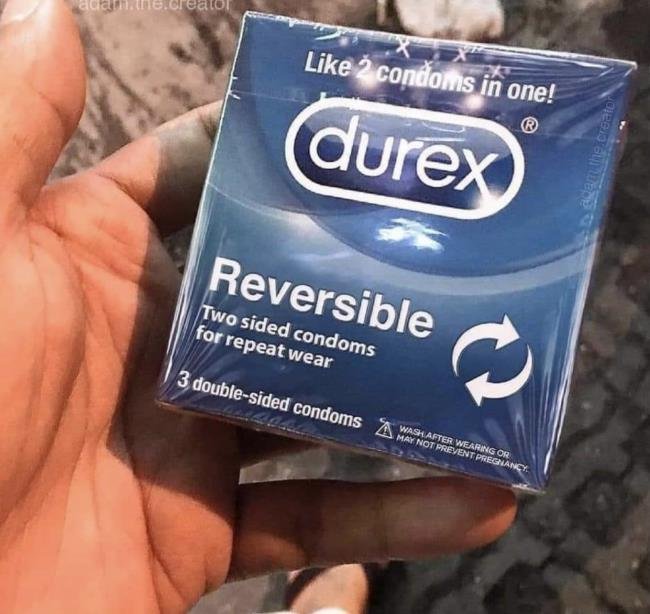 adam.the.creator
Like 2 condoms in one!
durex®
adam.the.creator
Reversible
Two sided condoms
for repeat wear
3 double-sided condoms
WASH AFTER WEARING OR
MAY NOT PREVENT PREGNANCY.